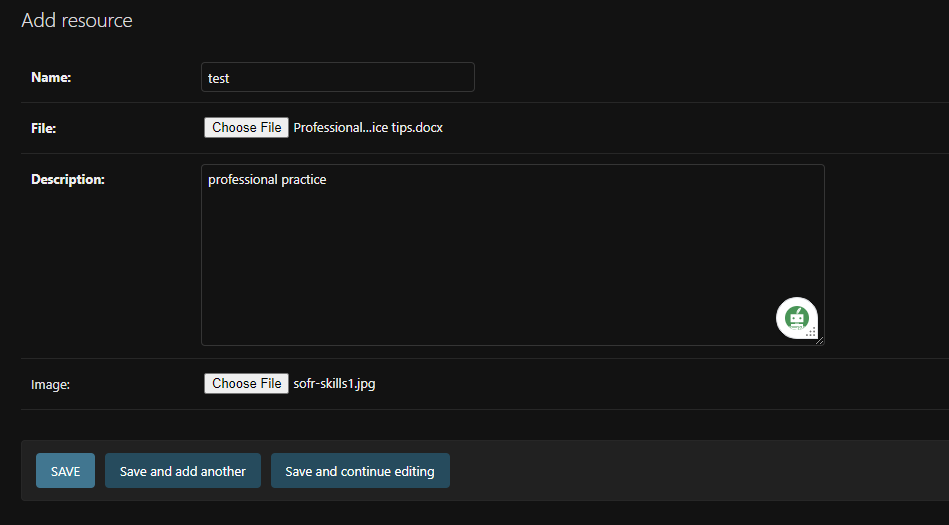 Add resource
Name: test
File: Choose File Professional...ice tips.docx
Description: professional practice
Image: Choose File sofr-skills1.jpg
SAVE Save and add another Save and continue editing